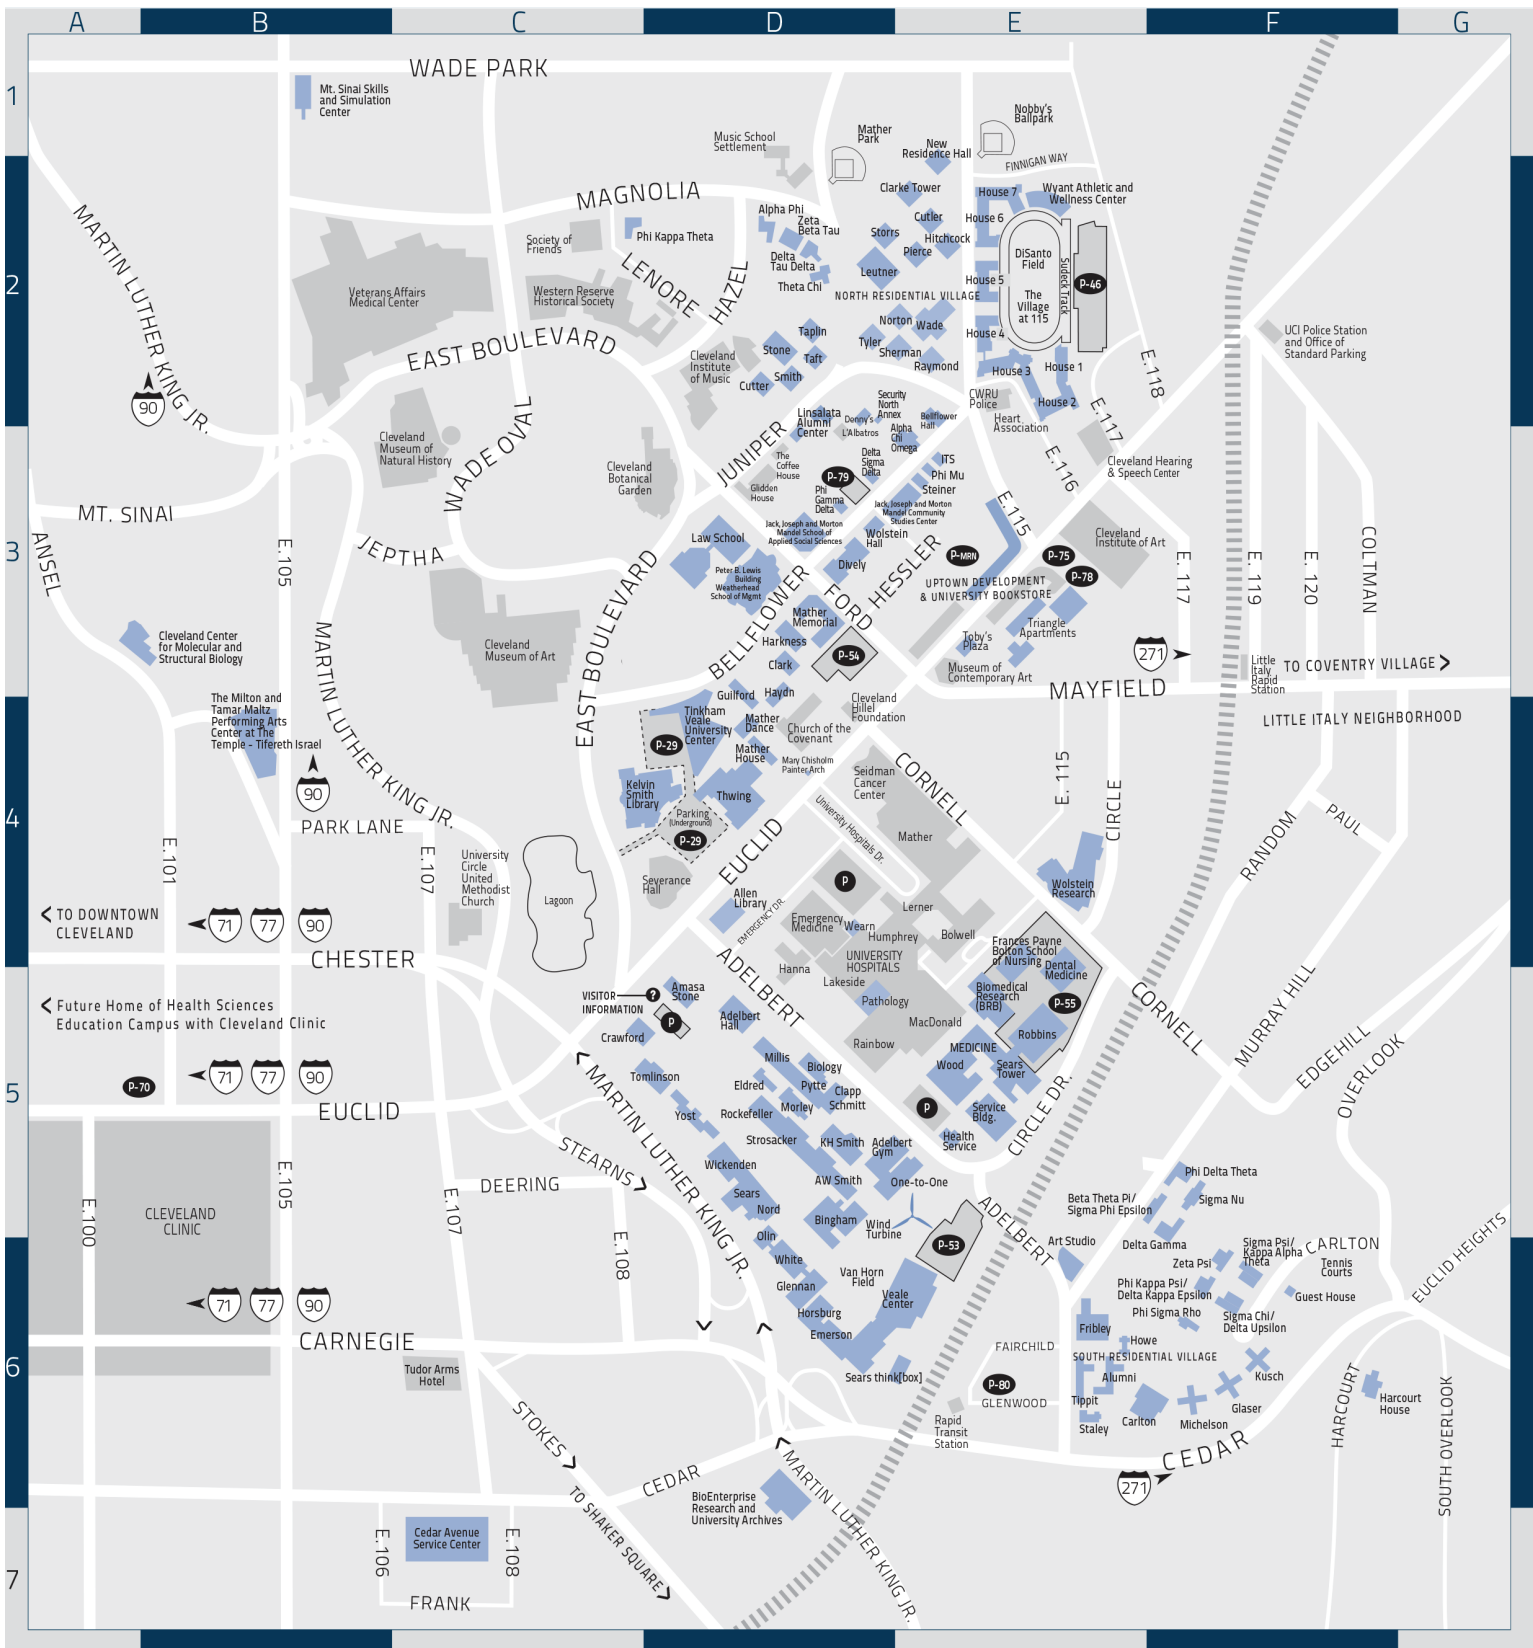 A
B
C
D
E
F
G
1
2
3
4
5
6
7
WADE PARK
Mt. Sinai Skills
and Simulation
Center
Music School
Settlement
Mather
Park
New
Residence Hall
Nobby's
Ballpark
FINNIGAN WAY
MAGNOLIA
Clarke Tower
House 7
Wyant Athletic and
Wellness Center
MARTIN LUTHER KING JR.
Alpha Phi
Zeta
Beta Tau
Cutler
House 6
Storrs
Hitchcock
Pierce
Phi Kappa Theta
Society of
Friends
Delta
Tau Delta
Theta Chi
Leutner
DiSanto
Field
Sudeck Track
P-46
House 5
LENORE
HAZEL
Veterans Affairs
Medical Center
Western Reserve
Historical Society
NORTH RESIDENTIAL VILLAGE
The
Village
at 115
Norton
Wade
House 4
Taplin
Tyler
Stone
Taft
Sherman
Raymond
House 3
House 1
House 2
E.118
UCI Police Station
and Office of
Standard Parking
EAST BOULEVARD
Cleveland
Institute
of Music
Cutter
Smith
CWRU
Police
Heart
Association
E.117
90
Security
North
Annex
Linsalata
Alumni
Center
Denny's
L'Albatros
Bellflower
Hall
Alpha
Chi
Omega
WADE OVAL
JUNIPER
Cleveland
Museum of
Natural History
The
Coffee
House
Delta
Sigma
Delta
ITS
Phi Mu
Steiner
E.116
Cleveland Hearing
& Speech Center
Cleveland
Botanical
Garden
Glidden
House
P-79
Phi
Gamma
Delta
Jack, Joseph and Morton
Mandel Community
Studies Center
MT. SINAI
Jack, Joseph and Morton
Mandel School of
Applied Social Sciences
Wolstein
Hall
E.115
Cleveland
Institute of Art
ANSEL
E.105
JEPTHA
Law School
Peter B. Lewis
Building
Weatherhead
School of Mgmt
Dively
P-MRN
P-75
P-78
E. 117
E. 119
E. 120
COLTMAN
EAST BOULEVARD
BELLFLOWER
FORD
HESSLER
UPTOWN DEVELOPMENT
& UNIVERSITY BOOKSTORE
Mather
Memorial
Harkness
Triangle
Apartments
Toby's
Plaza
Cleveland Center
for Molecular and
Structural Biology
Cleveland
Museum of Art
Clark
P-54
Museum of
Contemporary Art
271
Little
Italy
Rapid
Station
TO COVENTRY VILLAGE
MAYFIELD
The Milton and
Tamar Maltz
Performing Arts
Center at The
Temple - Tifereth Israel
MARTIN LUTHER KING JR.
Guilford
Haydn
Cleveland
Hillel
Foundation
Tinkham
Veale
University
Center
Mather
Dance
Church of the
Covenant
LITTLE ITALY NEIGHBORHOOD
P-29
Mather
House
Mary Chisholm
Painter Arch
Seidman
Cancer
Center
CORNELL
E. 115
CIRCLE
90
Kelvin
Smith
Library
Thwing
University Hospitals Dr.
PARK LANE
Parking
(Underground)
P-29
Mather
RANDOM
PAUL
EUCLID
E.101
E.107
University
Circle
United
Methodist
Church
Severance
Hall
P
Wolstein
Research
Lagoon
Allen
Library
EMERGENCY DR.
Lerner
TO DOWNTOWN
CLEVELAND
71
77
90
Emergency
Medicine
Wearn
Humphrey
Bolwell
Frances Payne
Bolton School
of Nursing
Dental
Medicine
CHESTER
ADELBERT
Hanna
UNIVERSITY
HOSPITALS
Lakeside
VISITOR
INFORMATION
?
Amasa
Stone
Pathology
Biomedical
Research
(BRB)
P-55
CORNELL
Future Home of Health Sciences
Education Campus with Cleveland Clinic
Adelbert
Hall
P
Crawford
MacDonald
Robbins
MURRAY HILL
EDGEHILL
OVERLOOK
Rainbow
MEDICINE
Wood
Sears
Tower
P-70
71
77
90
Millis
Biology
Tomlinson
Eldred
Pytte
Clapp
Schmitt
EUCLID
Yost
Rockefeller
Morley
P
Service
Bldg.
CIRCLE DR.
Strosacker
KH Smith
Adelbert
Gym
Health
Service
STEARNS
MARTIN LUTHER KING JR.
Wickenden
AW Smith
One-to-One
Phi Delta Theta
DEERING
Sears
Nord
Sigma Nu
Beta Theta Pi/
Sigma Phi Epsilon
E.100
CLEVELAND
CLINIC
E.105
E.107
Bingham
Wind
Turbine
ADELBERT
Olin
P-53
Art Studio
Delta Gamma
Sigma Psi/
Kappa Alpha
Theta
CARLTON
Zeta Psi
Tennis
Courts
EUCLID HEIGHTS
E.108
White
Van Horn
Field
Glennan
Veale
Center
Phi Kappa Psi/
Delta Kappa Epsilon
Guest House
71
77
90
Horsburg
Phi Sigma Rho
Sigma Chi/
Delta Upsilon
Emerson
Fribley
Howe
CARNEGIE
FAIRCHILD
SOUTH RESIDENTIAL VILLAGE
Tudor Arms
Hotel
Sears think[box]
P-80
Alumni
Kusch
GLENWOOD
Tippit
HARCOURT
Harcourt
House
Glaser
Michelson
Carlton
Staley
Rapid
Transit
Station
STOKES
SOUTH OVERLOOK
CEDAR
CEDAR
271
BioEnterprise
Research and
University Archives
MARTIN LUTHER KING JR.
TO SHAKER SQUARE
E.106
Cedar Avenue
Service Center
E.108
FRANK